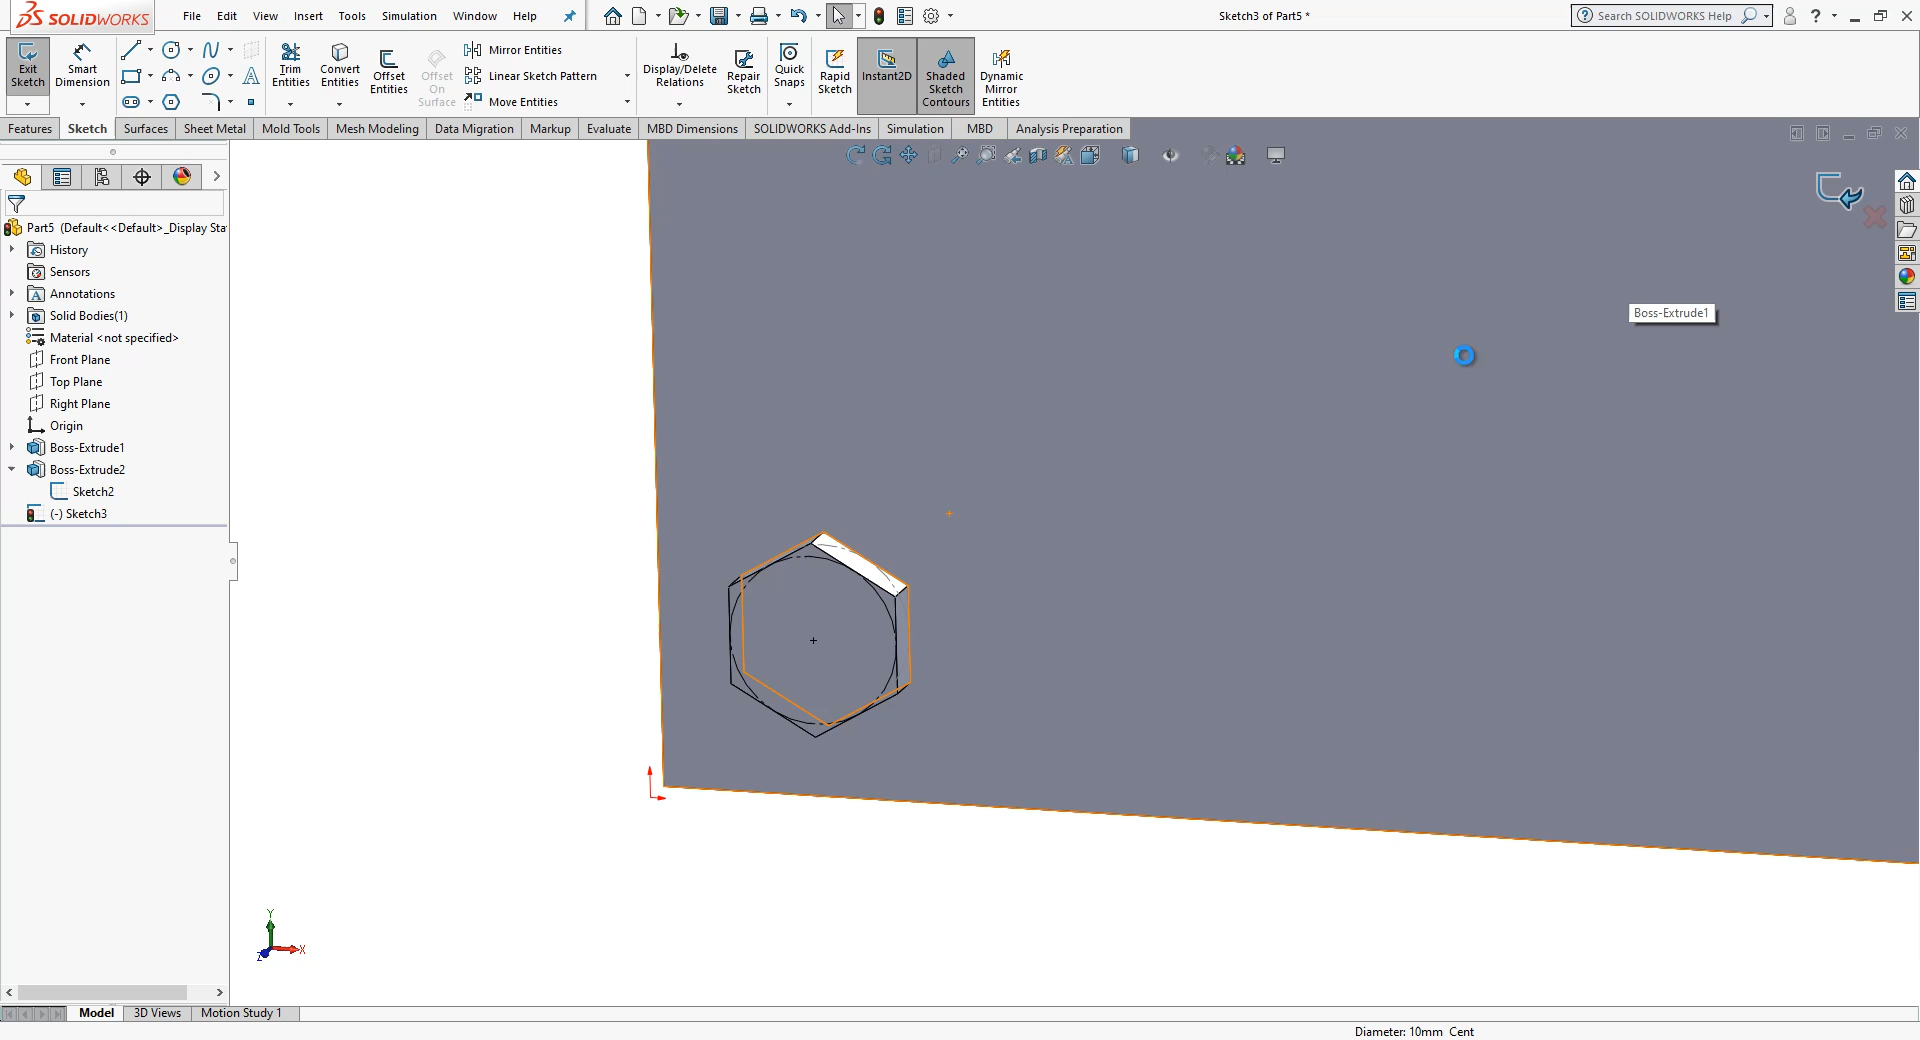 SOLIDWORKS
File Edit View Insert Tools Simulation Window Help
Sketch3 of Part5 *
Search SOLIDWORKS Help
Exit Sketch
Smart Dimension
Trim Entities
Convert Entities
Offset Entities
Offset On Surface
Mirror Entities
Linear Sketch Pattern
Move Entities
Display/Delete Relations
Repair Sketch
Quick Snaps
Rapid Sketch
Instant2D
Shaded Sketch Contours
Dynamic Mirror Entities
Features Sketch Surfaces Sheet Metal Mold Tools Mesh Modeling Data Migration Markup Evaluate MBD Dimensions SOLIDWORKS Add-Ins Simulation MBD Analysis Preparation
Part5 (Default<<Default>_Display Sta
History
Sensors
Annotations
Solid Bodies(1)
Material <not specified>
Front Plane
Top Plane
Right Plane
Origin
Boss-Extrude1
Boss-Extrude2
Sketch2
(-) Sketch3
Boss-Extrude1
Y
X
Z
Model 3D Views Motion Study 1
Diameter: 10mm Cent